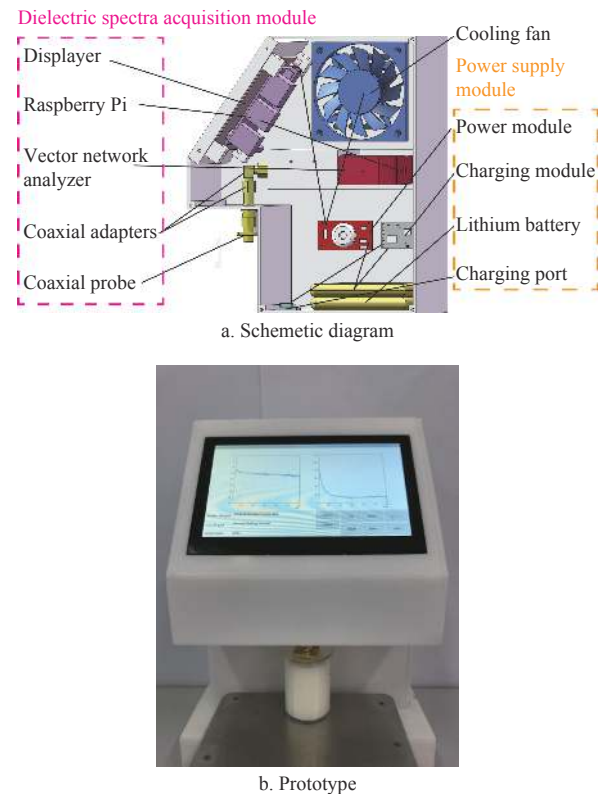 Dielectric spectra acquisition module
Displayer
Raspberry Pi
Vector network
analyzer
Coaxial adapters
Coaxial probe
Cooling fan
Power supply
module
Power module
Charging module
Lithium battery
Charging port
a. Schemetic diagram
b. Prototype